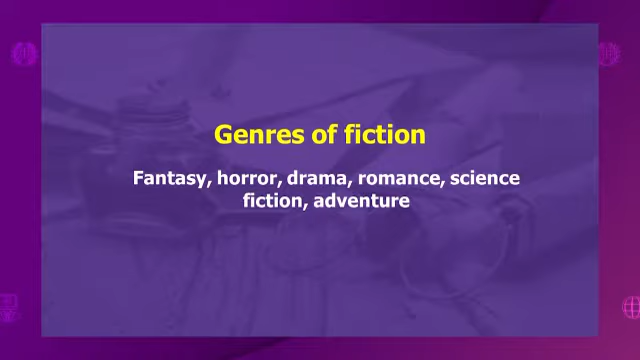 Genres of fiction
Fantasy, horror, drama, romance, science
fiction, adventure